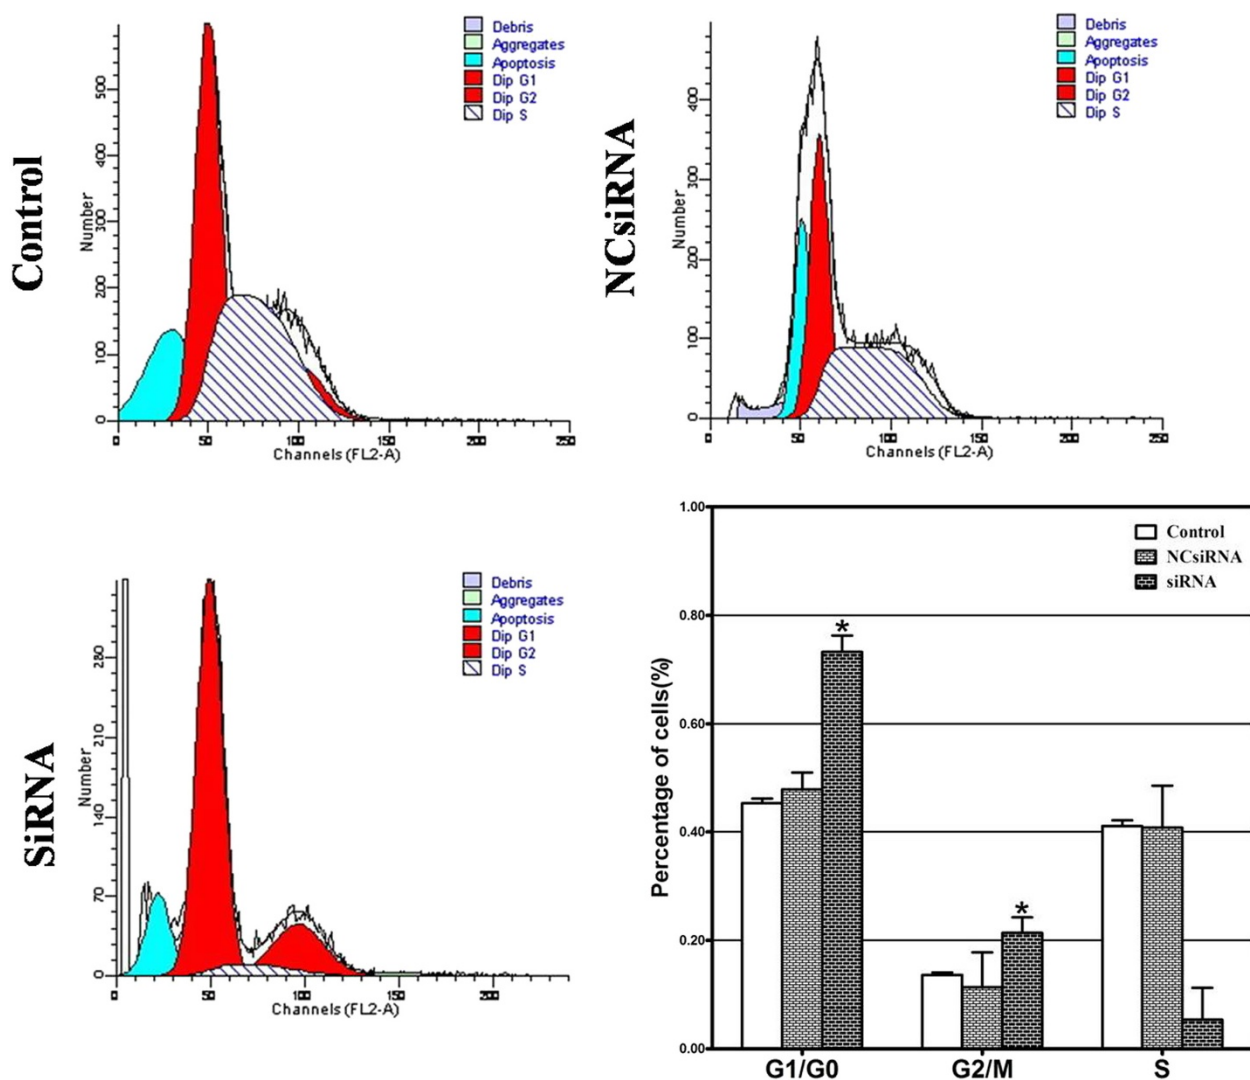 Control
Number
0
100
200
300
400
500
0
50
100
150
200
250
Channels (FL2-A)
Debris
Aggregates
Apoptosis
Dip G1
Dip G2
Dip S
NCsiRNA
Number
0
100
200
300
400
0
50
100
150
200
250
Channels (FL2-A)
Debris
Aggregates
Apoptosis
Dip G1
Dip G2
Dip S
SiRNA
Number
0
70
140
210
280
0
50
100
150
200
Channels (FL2-A)
Debris
Aggregates
Apoptosis
Dip G1
Dip G2
Dip S
Percentage of cells(%)
1.00
0.80
0.60
0.40
0.20
0.00
Control
NCsiRNA
siRNA
*
*
G1/G0
G2/M
S